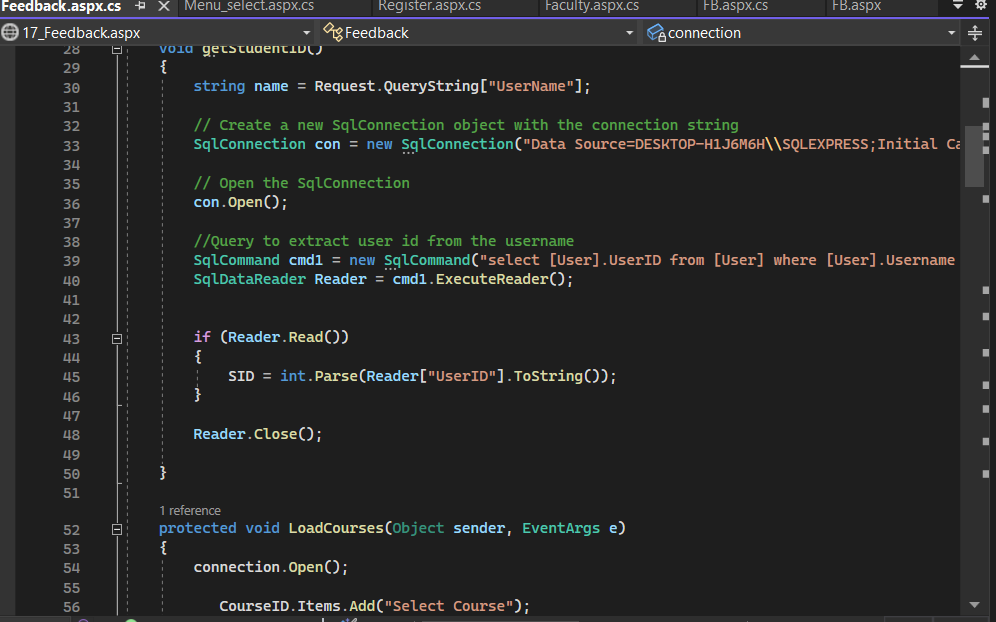 Feedback.aspx.cs Menu_select.aspx.cs Register.aspx.cs Faculty.aspx.cs FB.aspx.cs FB.aspx
17_Feedback.aspx Feedback connection
28 void getStudentID()
29 {
30 string name = Request.QueryString["UserName"];
31
32 // Create a new SqlConnection object with the connection string
33 SqlConnection con = new SqlConnection("Data Source=DESKTOP-H1J6M6H\\SQLEXPRESS;Initial Ca
34
35 // Open the SqlConnection
36 con.Open();
37
38 //Query to extract user id from the username
39 SqlCommand cmd1 = new SqlCommand("select [User].UserID from [User] where [User].Username
40 SqlDataReader Reader = cmd1.ExecuteReader();
41
42
43 if (Reader.Read())
44 {
45 SID = int.Parse(Reader["UserID"].ToString());
46 }
47
48 Reader.Close();
49
50 }
51
1 reference
52 protected void LoadCourses(Object sender, EventArgs e)
53 {
54 connection.Open();
55
56 CourseID.Items.Add("Select Course");